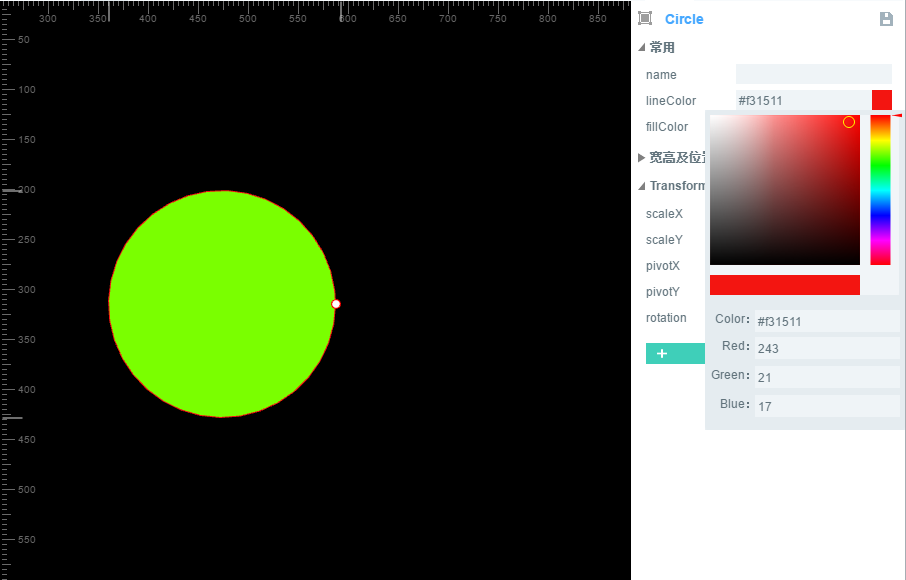 300 350 400 450 500 550 600 650 700 750 800 850
50
100
150
200
250
300
350
400
450
500
550
Circle
常用
name
lineColor #f31511
fillColor
宽高及位
Transform
scaleX
scaleY
pivotX
pivotY
rotation
+
Color: #f31511
Red: 243
Green: 21
Blue: 17